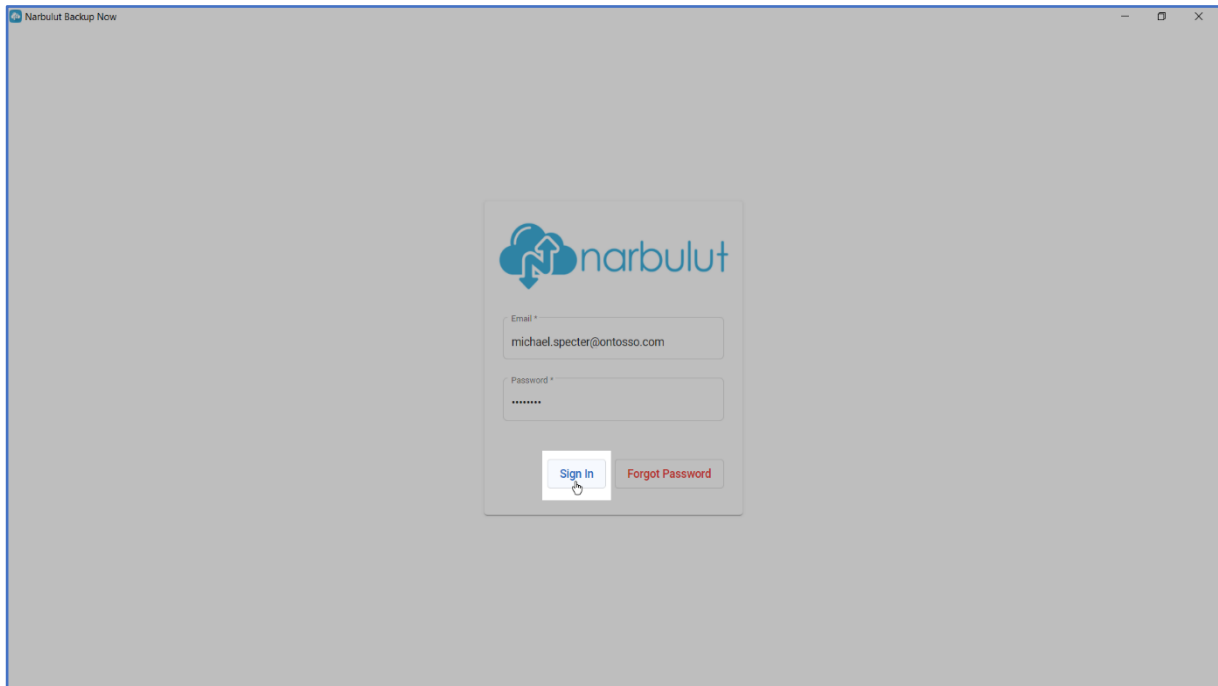 Narbulut Backup Now
narbulut
Email *
michael.specter@ontosso.com
Password *
••••••••
Sign In
Forgot Password